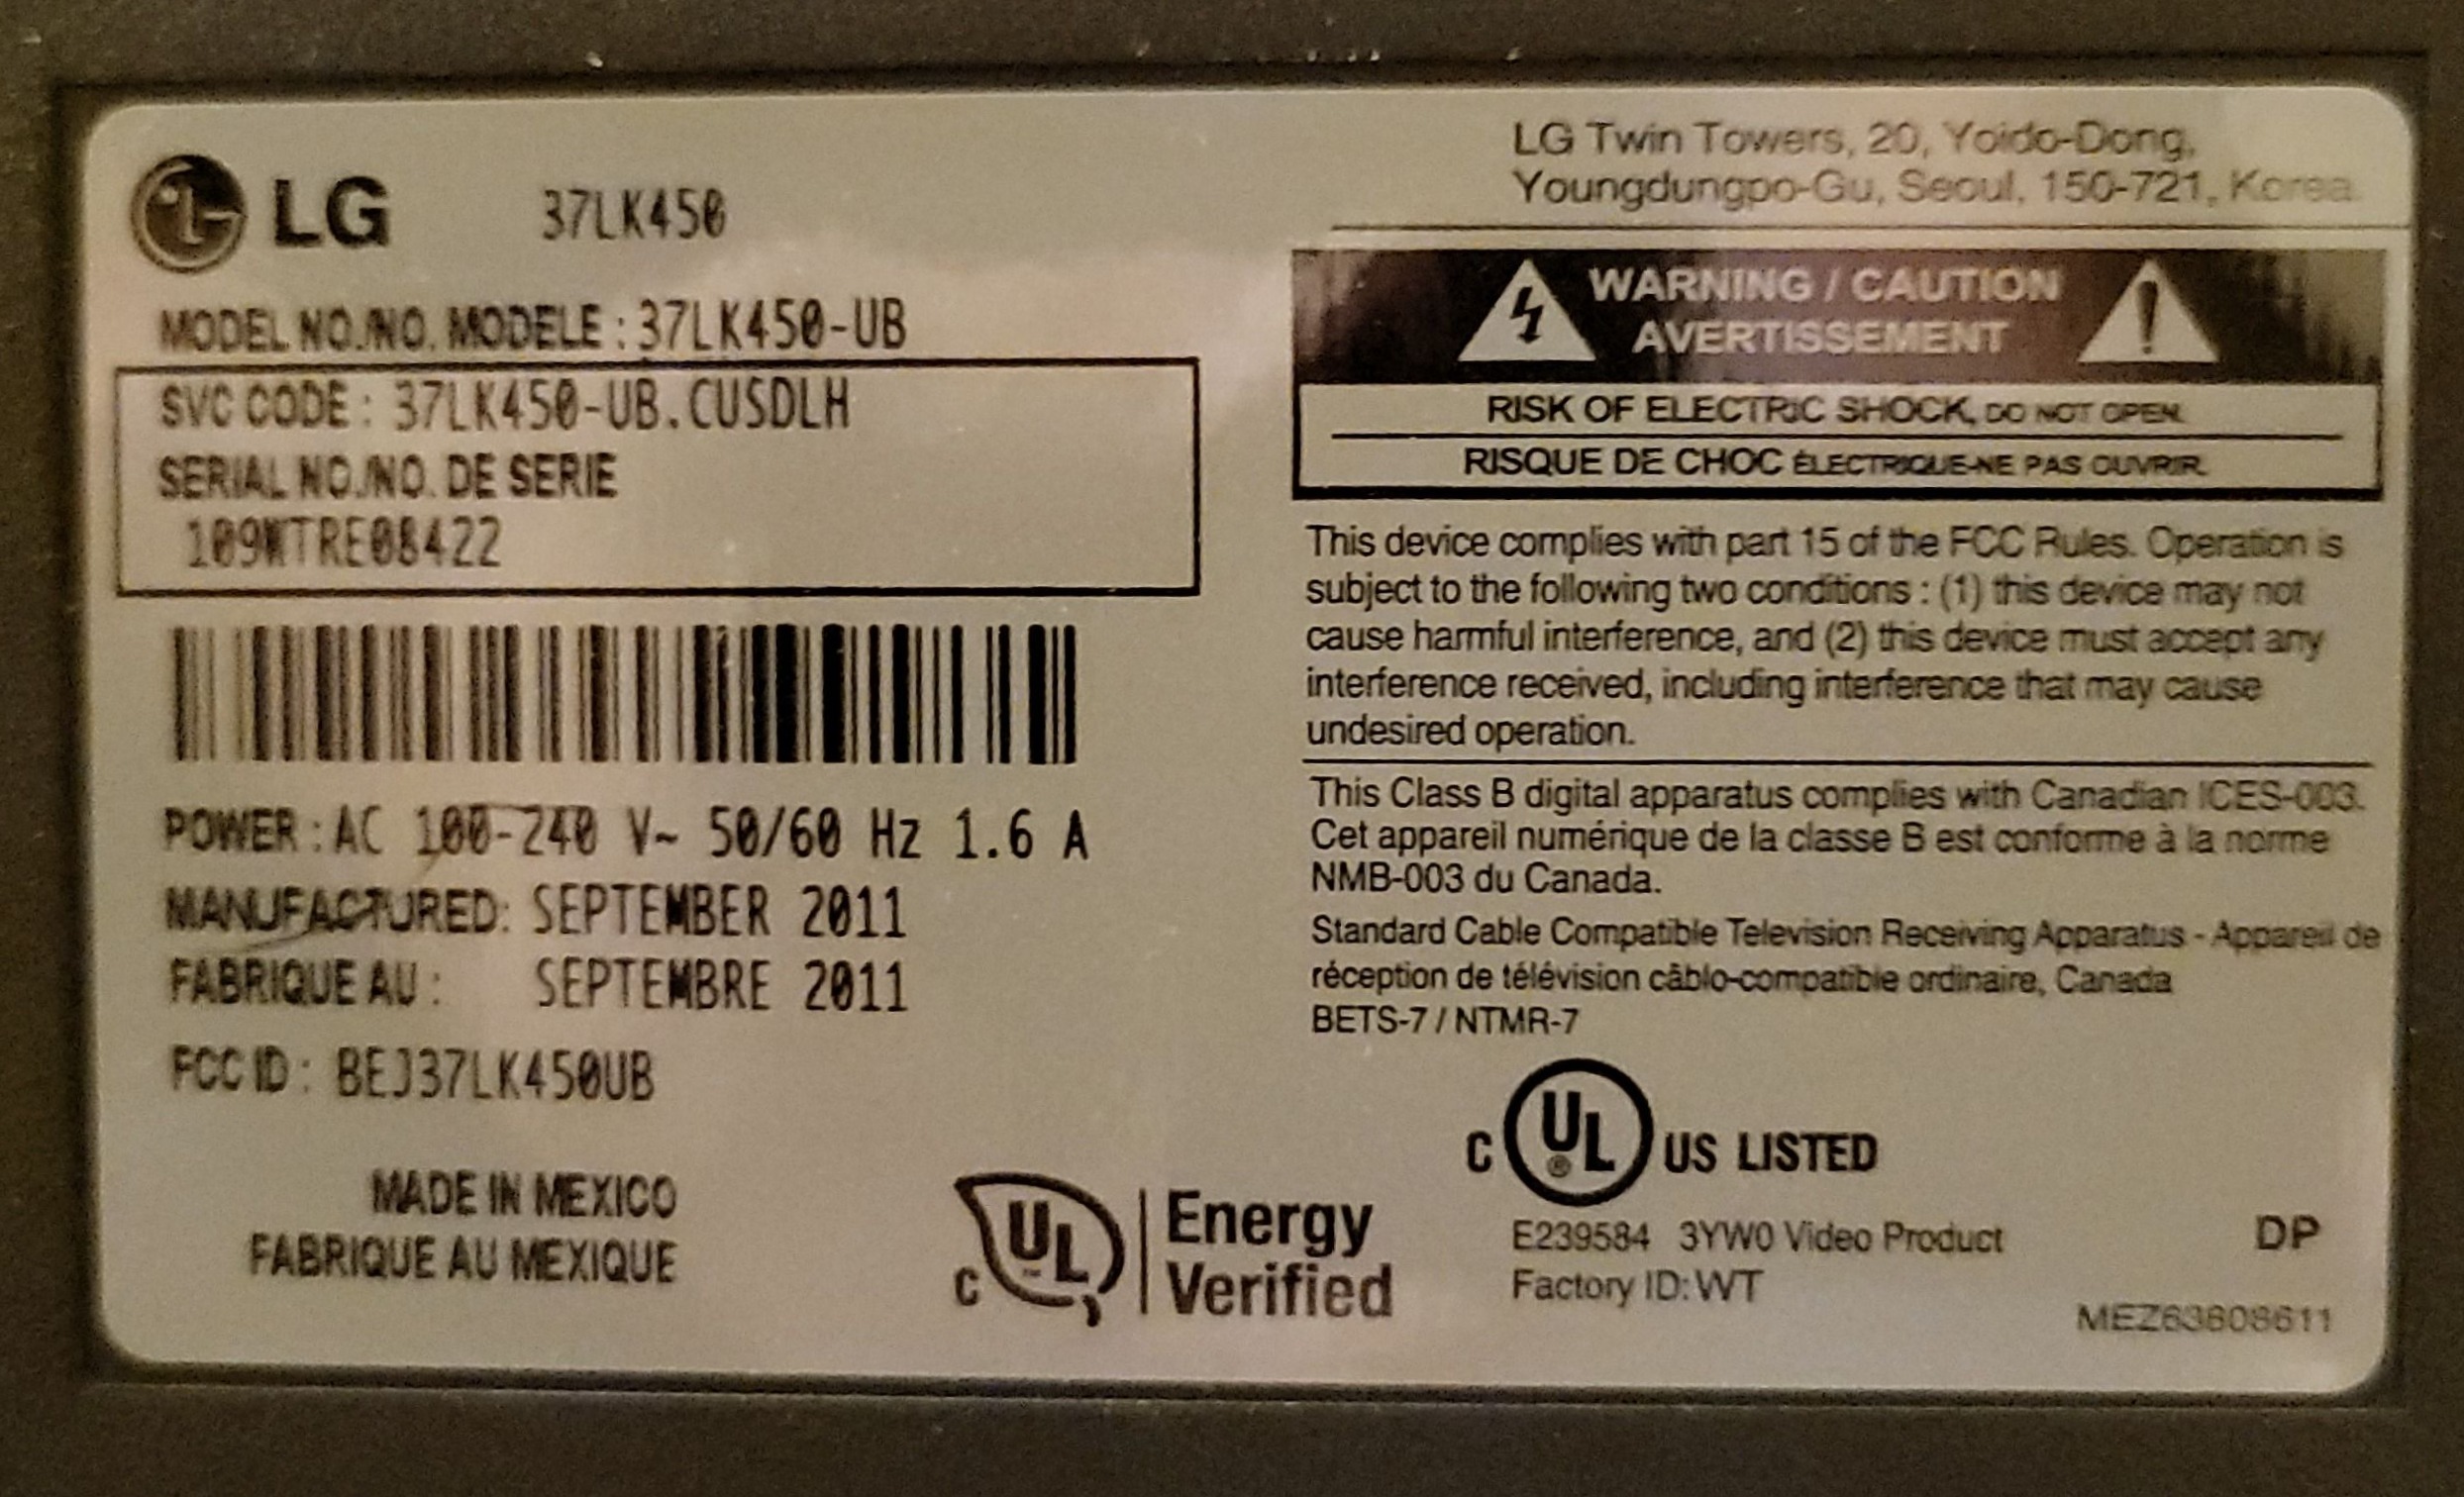 LG 37LK450
MODEL NO./NO. MODELE : 37LK450-UB
SVC CODE : 37LK450-UB.CUSDLH
SERIAL NO./NO. DE SERIE
109WTRE08422
POWER : AC 100-240 V~ 50/60 Hz 1.6 A
MANUFACTURED: SEPTEMBER 2011
FABRIQUE AU : SEPTEMBRE 2011
FCC ID : BEJ37LK450UB
MADE IN MEXICO
FABRIQUE AU MEXIQUE
C UL Energy
Verified
LG Twin Towers, 20, Yoido-Dong,
Youngdungpo-Gu, Seoul, 150-721, Korea.
WARNING / CAUTION
AVERTISSEMENT
RISK OF ELECTRIC SHOCK, DO NOT OPEN.
RISQUE DE CHOC ÉLECTRIQUE-NE PAS OUVRIR.
This device complies with part 15 of the FCC Rules. Operation is
subject to the following two conditions : (1) this device may not
cause harmful interference, and (2) this device must accept any
interference received, including interference that may cause
undesired operation.
This Class B digital apparatus complies with Canadian ICES-003.
Cet appareil numérique de la classe B est conforme à la norme
NMB-003 du Canada.
Standard Cable Compatible Television Receiving Apparatus - Appareil de
réception de télévision câblo-compatible ordinaire, Canada
BETS-7 / NTMR-7
C UL ® US LISTED
E239584 3YW0 Video Product
Factory ID: WT
DP
MEZ63808611